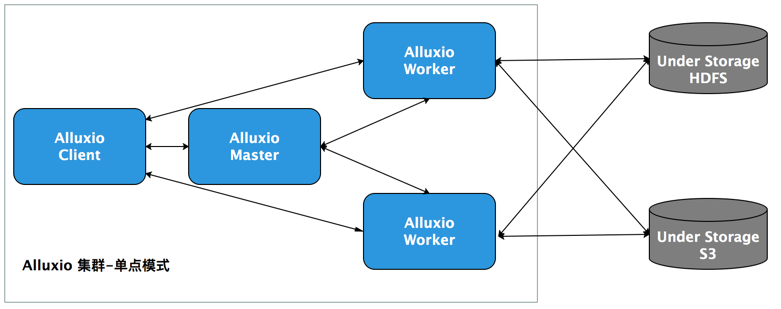 Alluxio
Worker
Under Storage
HDFS
Alluxio
Client
Alluxio
Master
Alluxio
Worker
Under Storage
S3
Alluxio 集群-单点模式